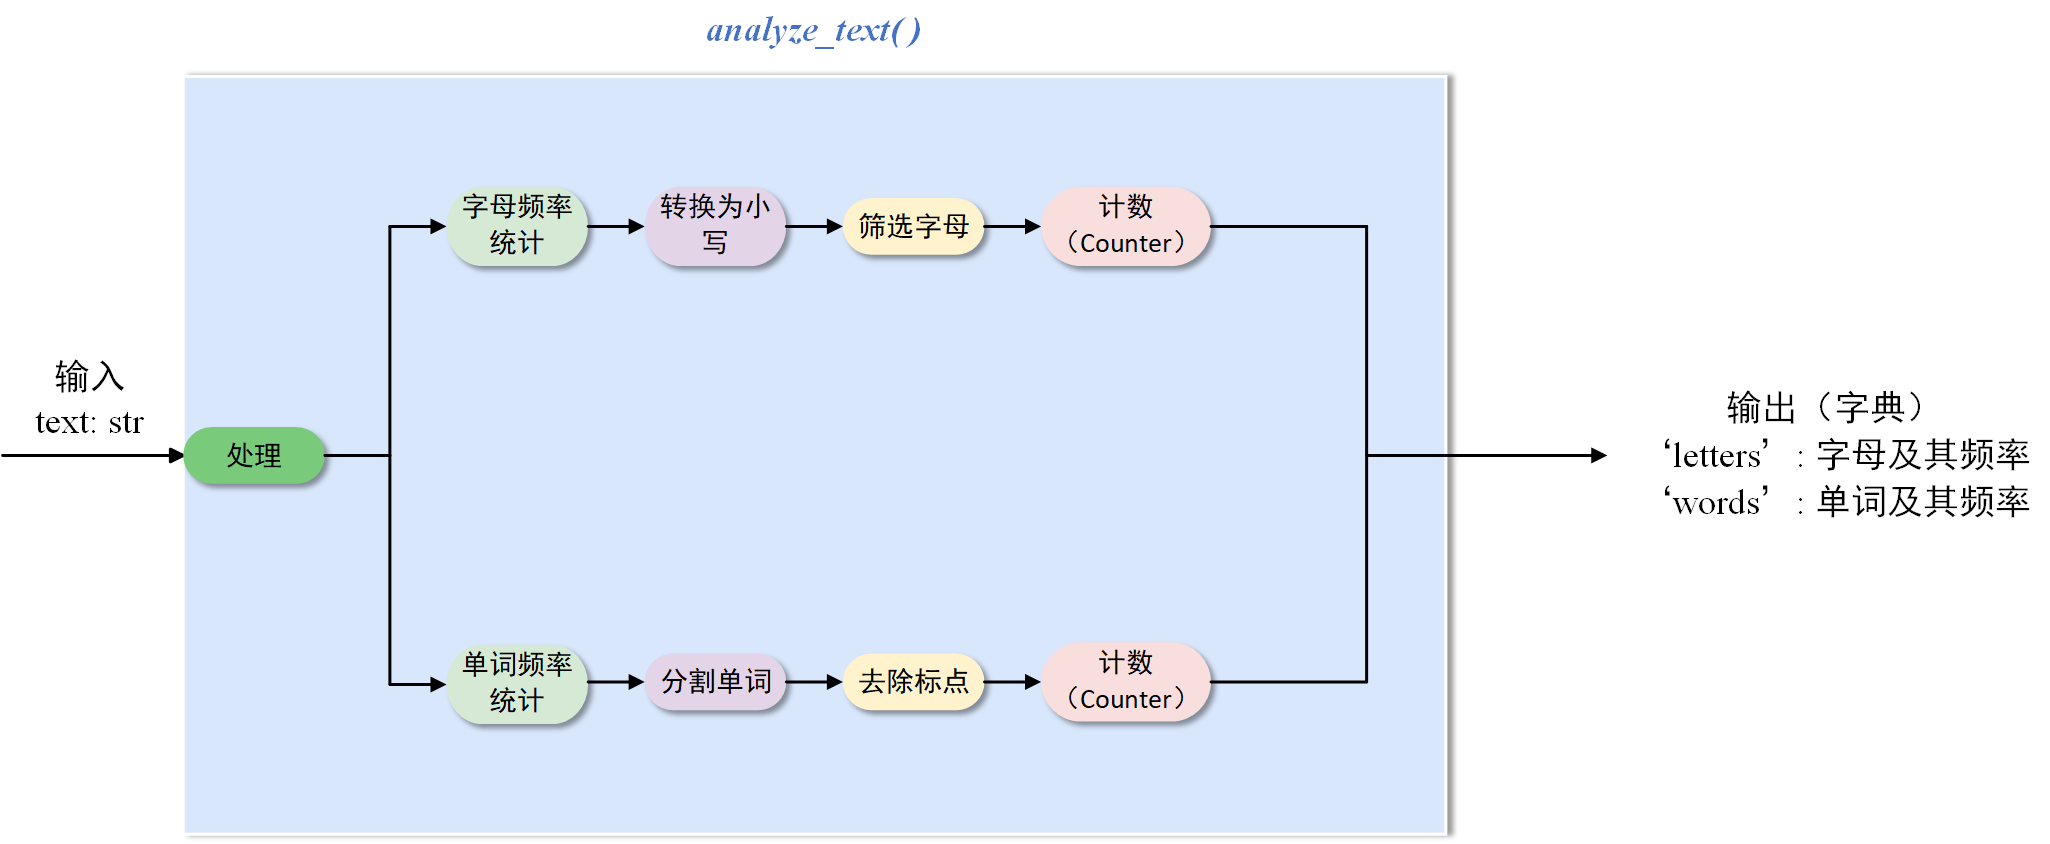 analyze_text()
输入
text: str
处理
字母频率
统计
转换为小
写
筛选字母
计数
（Counter）
单词频率
统计
分割单词
去除标点
计数
（Counter）
输出（字典）
‘letters’ : 字母及其频率
‘words’ : 单词及其频率